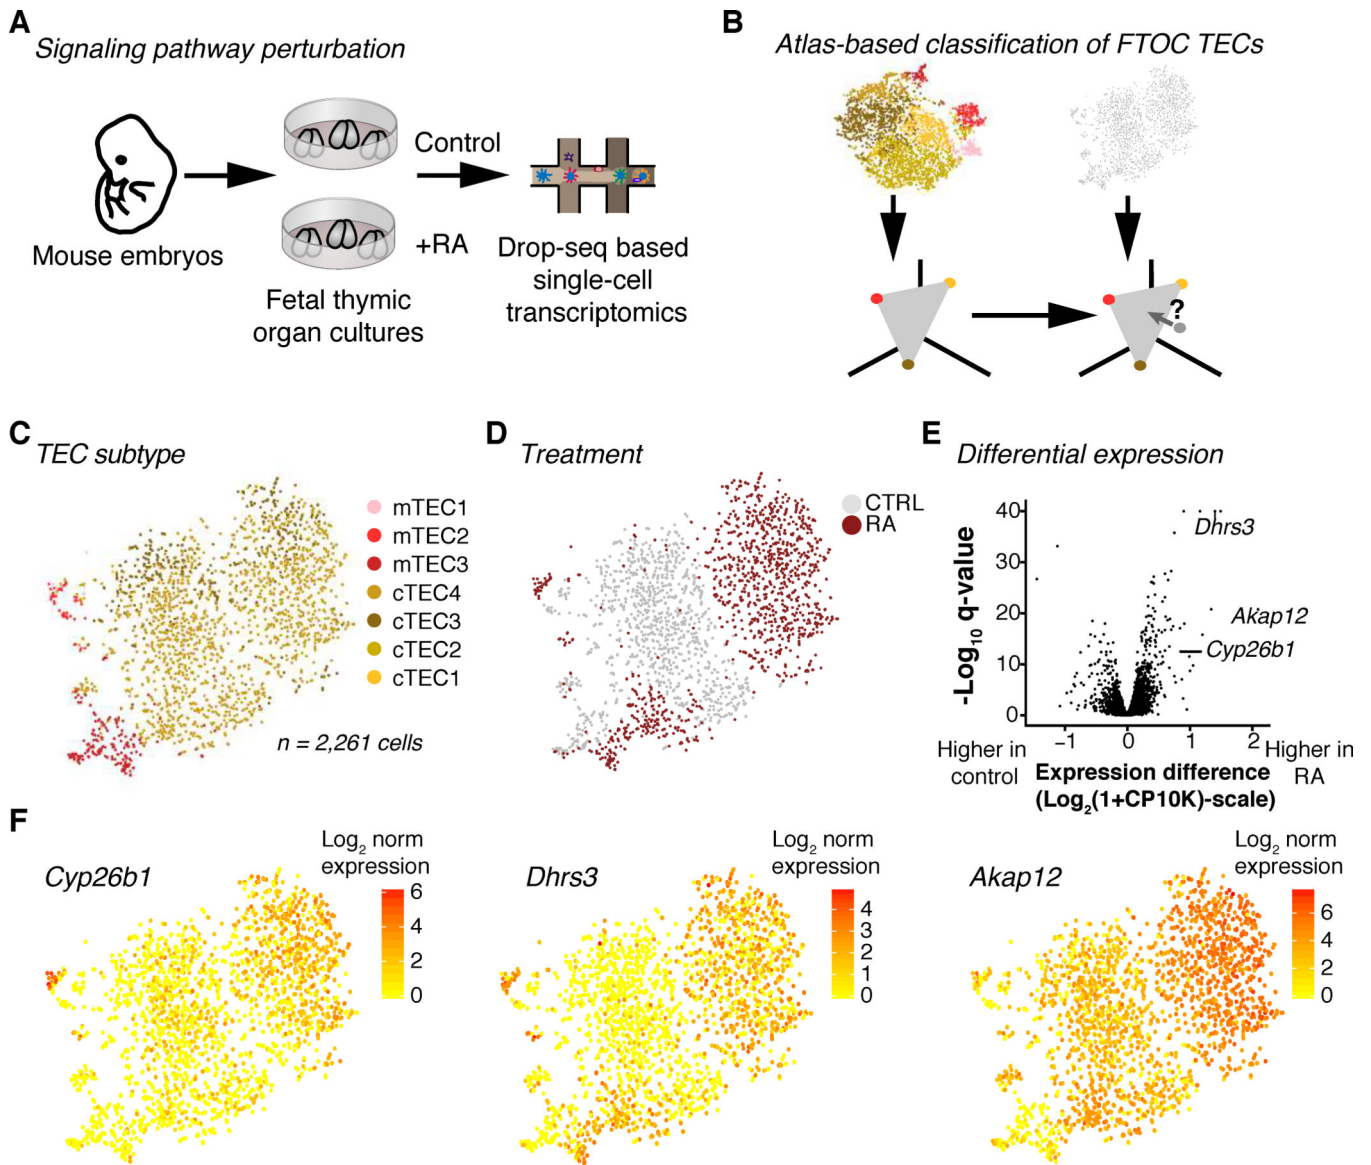 A
Signaling pathway perturbation
Mouse embryos
Control
+RA
Fetal thymic
organ cultures
Drop-seq based
single-cell
transcriptomics
B
Atlas-based classification of FTOC TECs
?
C
TEC subtype
mTEC1
mTEC2
mTEC3
cTEC4
cTEC3
cTEC2
cTEC1
n = 2,261 cells
D
Treatment
CTRL
RA
E
Differential expression
-Log10 q-value
40
30
20
10
0
Dhrs3
Akap12
Cyp26b1
−1 0 1 2
Higher in
control
Higher in
RA
Expression difference
(Log2(1+CP10K)-scale)
F
Cyp26b1
Log2 norm
expression
6
4
2
0
Dhrs3
Log2 norm
expression
4
3
2
1
0
Akap12
Log2 norm
expression
6
4
2
0